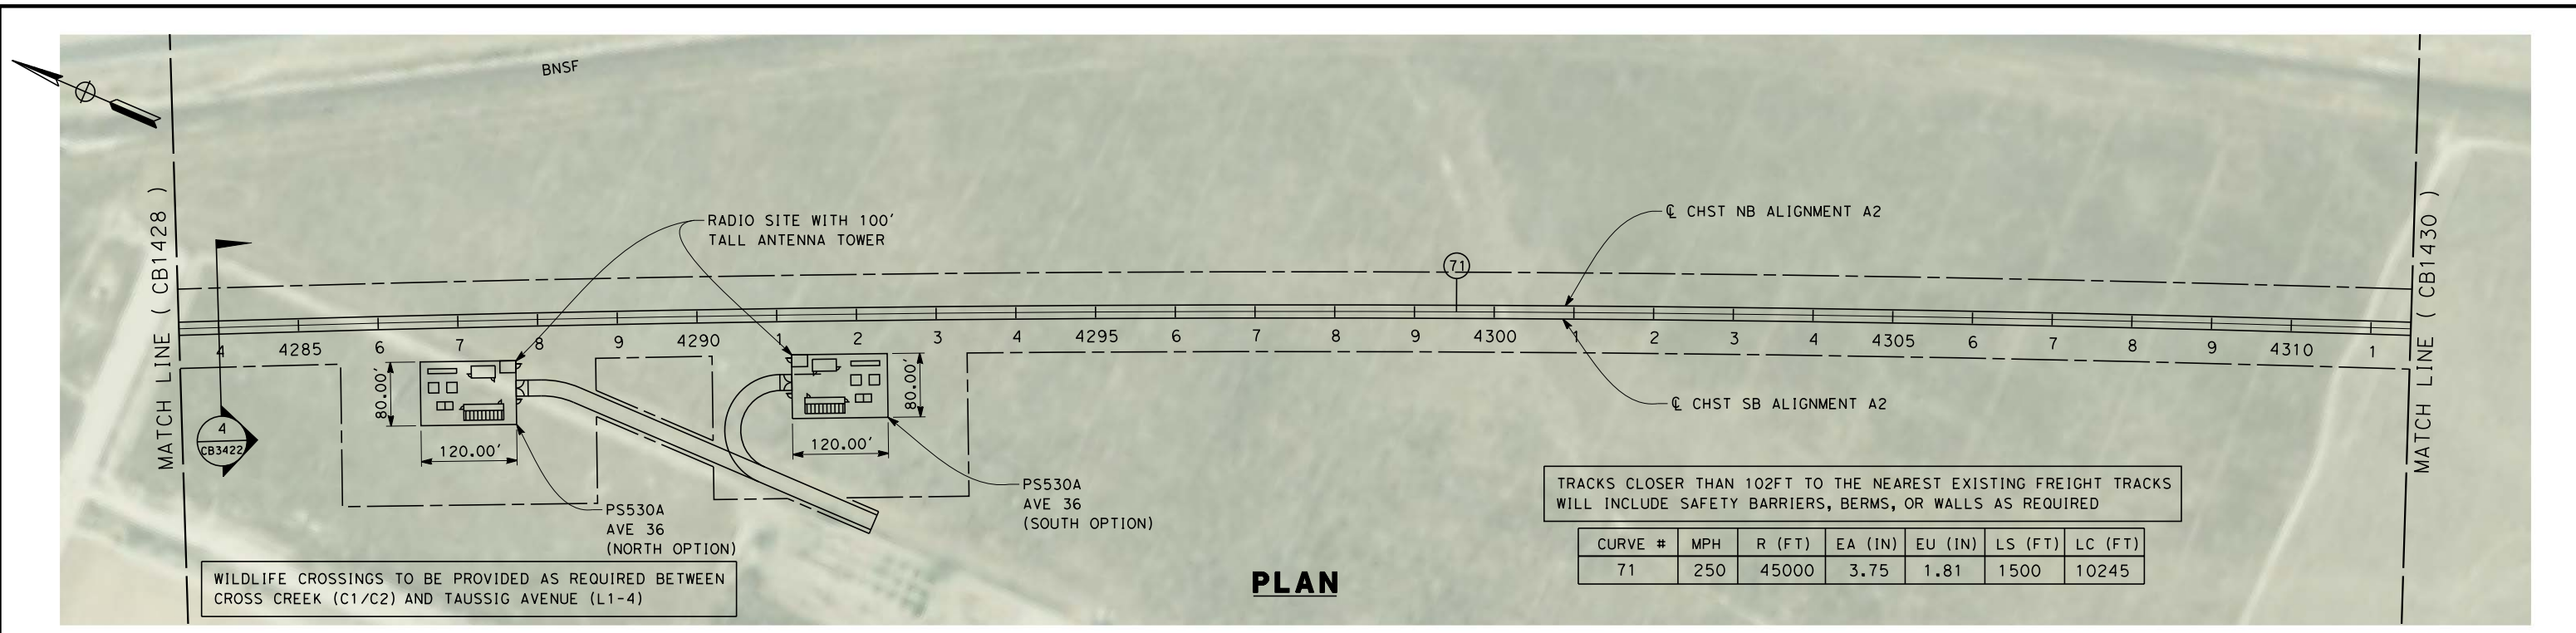 BNSF
MATCH LINE ( CB1428 )
RADIO SITE WITH 100'
TALL ANTENNA TOWER
℄ CHST NB ALIGNMENT A2
71
MATCH LINE ( CB1430 )
4 4285 6 7 8 9 4290 1 2 3 4 4295 6 7 8 9 4300 1 2 3 4 4305 6 7 8 9 4310 1
80.00'
120.00'
80.00'
120.00'
4
CB3422
℄ CHST SB ALIGNMENT A2
PS530A
AVE 36
(NORTH OPTION)
PS530A
AVE 36
(SOUTH OPTION)
TRACKS CLOSER THAN 102FT TO THE NEAREST EXISTING FREIGHT TRACKS
WILL INCLUDE SAFETY BARRIERS, BERMS, OR WALLS AS REQUIRED
CURVE # MPH R (FT) EA (IN) EU (IN) LS (FT) LC (FT)
71 250 45000 3.75 1.81 1500 10245
WILDLIFE CROSSINGS TO BE PROVIDED AS REQUIRED BETWEEN
CROSS CREEK (C1/C2) AND TAUSSIG AVENUE (L1-4)
PLAN